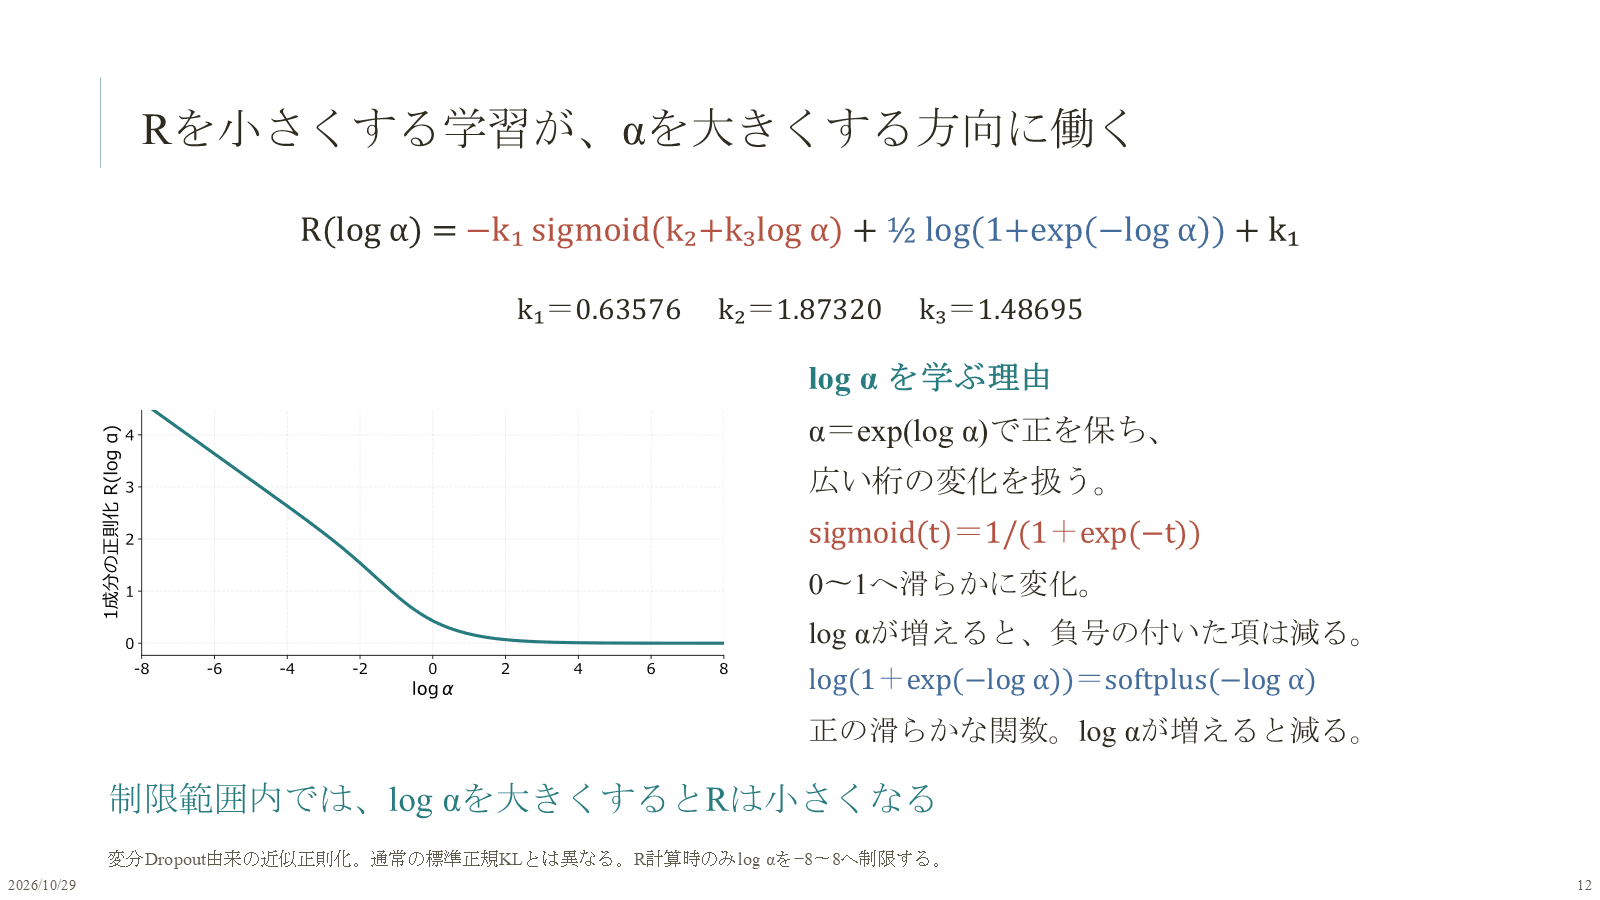 Rを小さくする学習が、αを大きくする方向に働く
R(log α) = −k₁ sigmoid(k₂+k₃log α) + ½ log(1+exp(−log α)) + k₁
k₁＝0.63576 k₂＝1.87320 k₃＝1.48695
log α を学ぶ理由
α＝exp(log α)で正を保ち、
広い桁の変化を扱う。
sigmoid(t)＝1/(1＋exp(−t))
0〜1へ滑らかに変化。
log αが増えると、負号の付いた項は減る。
log(1＋exp(−log α))＝softplus(−log α)
正の滑らかな関数。log αが増えると減る。
1成分の正則化 R(log α)
4
3
2
1
0
-8 -6 -4 -2 0 2 4 6 8
log α
制限範囲内では、log αを大きくするとRは小さくなる
変分Dropout由来の近似正則化。通常の標準正規KLとは異なる。R計算時のみlog αを−8〜8へ制限する。
2026/10/29
12